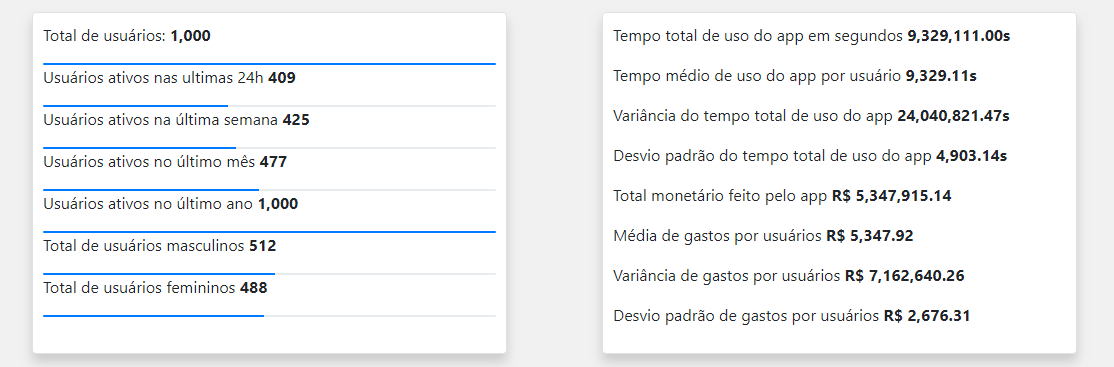 Total de usuários: 1,000
Usuários ativos nas ultimas 24h 409
Usuários ativos na última semana 425
Usuários ativos no último mês 477
Usuários ativos no último ano 1,000
Total de usuários masculinos 512
Total de usuários femininos 488
Tempo total de uso do app em segundos 9,329,111.00s
Tempo médio de uso do app por usuário 9,329.11s
Variância do tempo total de uso do app 24,040,821.47s
Desvio padrão do tempo total de uso do app 4,903.14s
Total monetário feito pelo app R$ 5,347,915.14
Média de gastos por usuários R$ 5,347.92
Variância de gastos por usuários R$ 7,162,640.26
Desvio padrão de gastos por usuários R$ 2,676.31